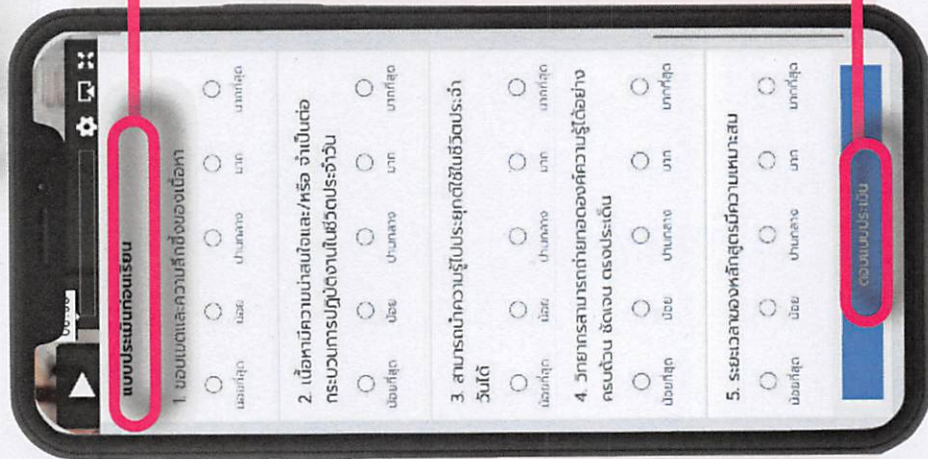 แบบประเมินก่อนเรียน
1. ขอบเขตและความลึกซึ้งของเนื้อหา
น้อยที่สุด น้อย ปานกลาง มาก มากที่สุด
2. เนื้อหามีความน่าสนใจและ/หรือ จำเป็นต่อ
กระบวนการปฏิบัติงานในชีวิตประจำวัน
น้อยที่สุด น้อย ปานกลาง มาก มากที่สุด
3. สามารถนำความรู้ไปประยุกต์ใช้ในชีวิตประจำ
วันได้
น้อยที่สุด น้อย ปานกลาง มาก มากที่สุด
4. วิทยากรสามารถถ่ายทอดองค์ความรู้ได้อย่าง
ครบถ้วน ชัดเจน ตรงประเด็น
น้อยที่สุด น้อย ปานกลาง มาก มากที่สุด
5. ระยะเวลาของหลักสูตรมีความเหมาะสม
น้อยที่สุด น้อย ปานกลาง มาก มากที่สุด
ตอบแบบประเมิน